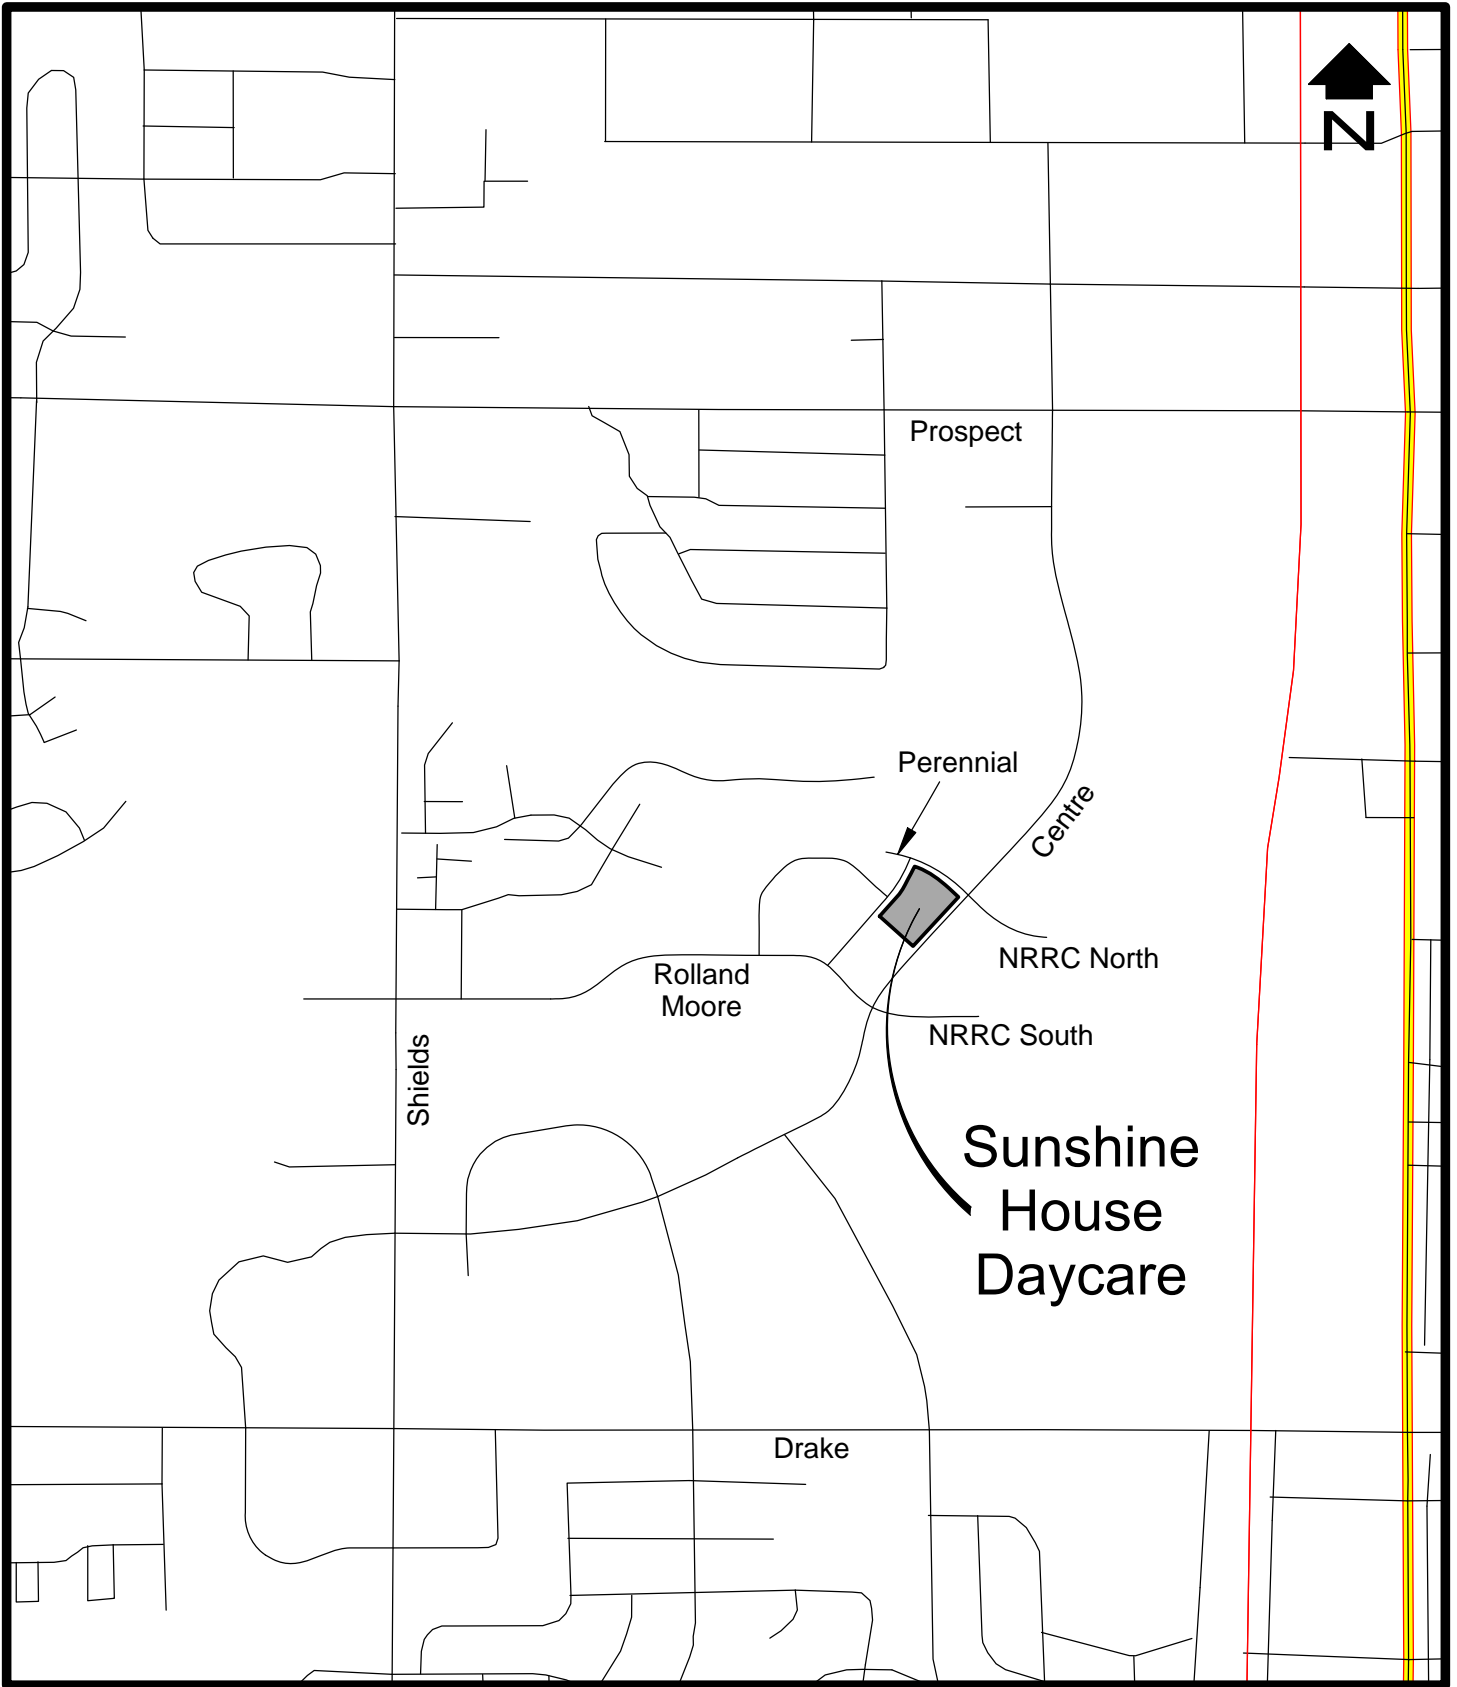 N
Prospect
Perennial
Centre
NRRC North
Rolland
Moore
NRRC South
Shields
Sunshine
House
Daycare
Drake